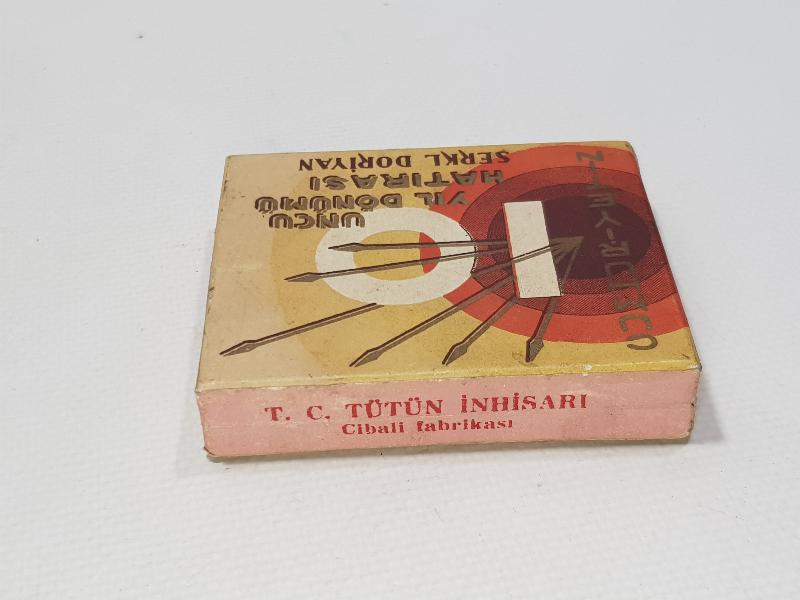 10
UNCU
YIL DÖNÜMÜ
HATIRASI
SERKL DORİYAN
T. C. TÜTÜN İNHİSARI
Cibali fabrikası